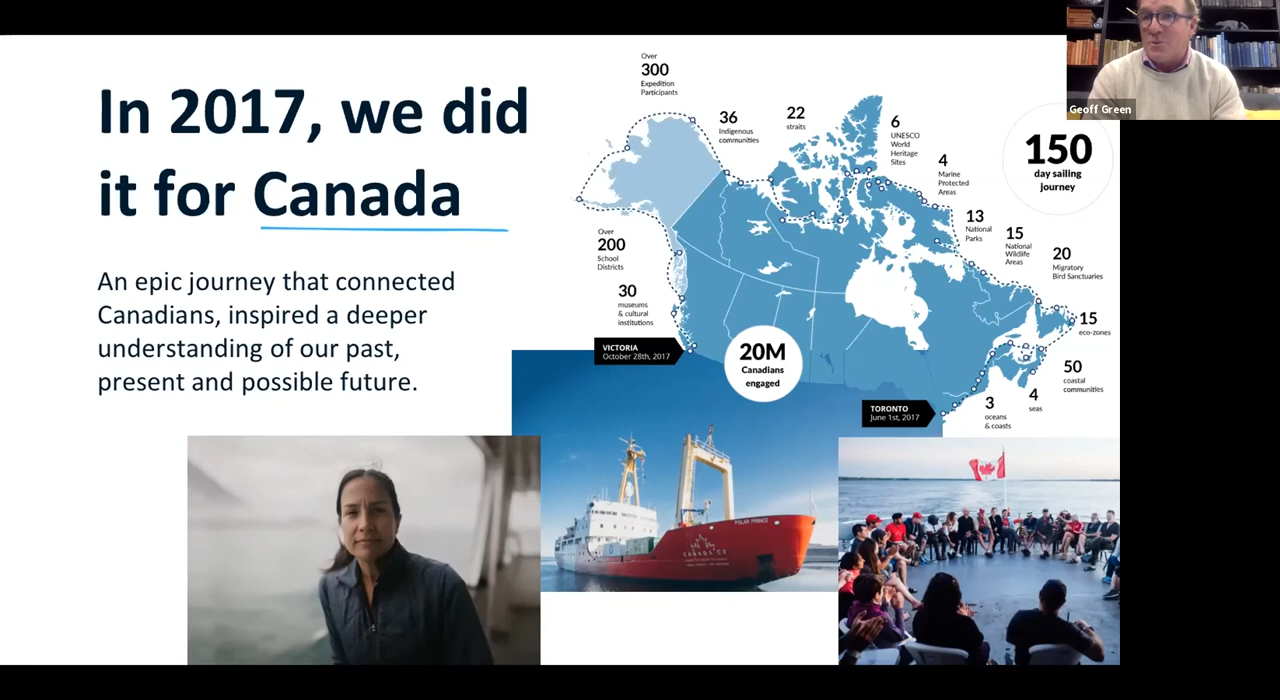 Geoff Green
In 2017, we did
it for Canada
An epic journey that connected
Canadians, inspired a deeper
understanding of our past,
present and possible future.
Over
300
Expedition
Participants
36
Indigenous
communities
22
straits
6
UNESCO
World
Heritage
Sites
4
Marine
Protected
Areas
150
day sailing
journey
13
National
Parks
15
National
Wildlife
Areas
20
Migratory
Bird Sanctuaries
15
eco-zones
50
coastal
communities
4
seas
3
oceans
& coasts
Over
200
School
Districts
30
museums
& cultural
institutions
VICTORIA
October 28th, 2017
20M
Canadians
engaged
TORONTO
June 1st, 2017
POLAR PRINCE
CANADA C3